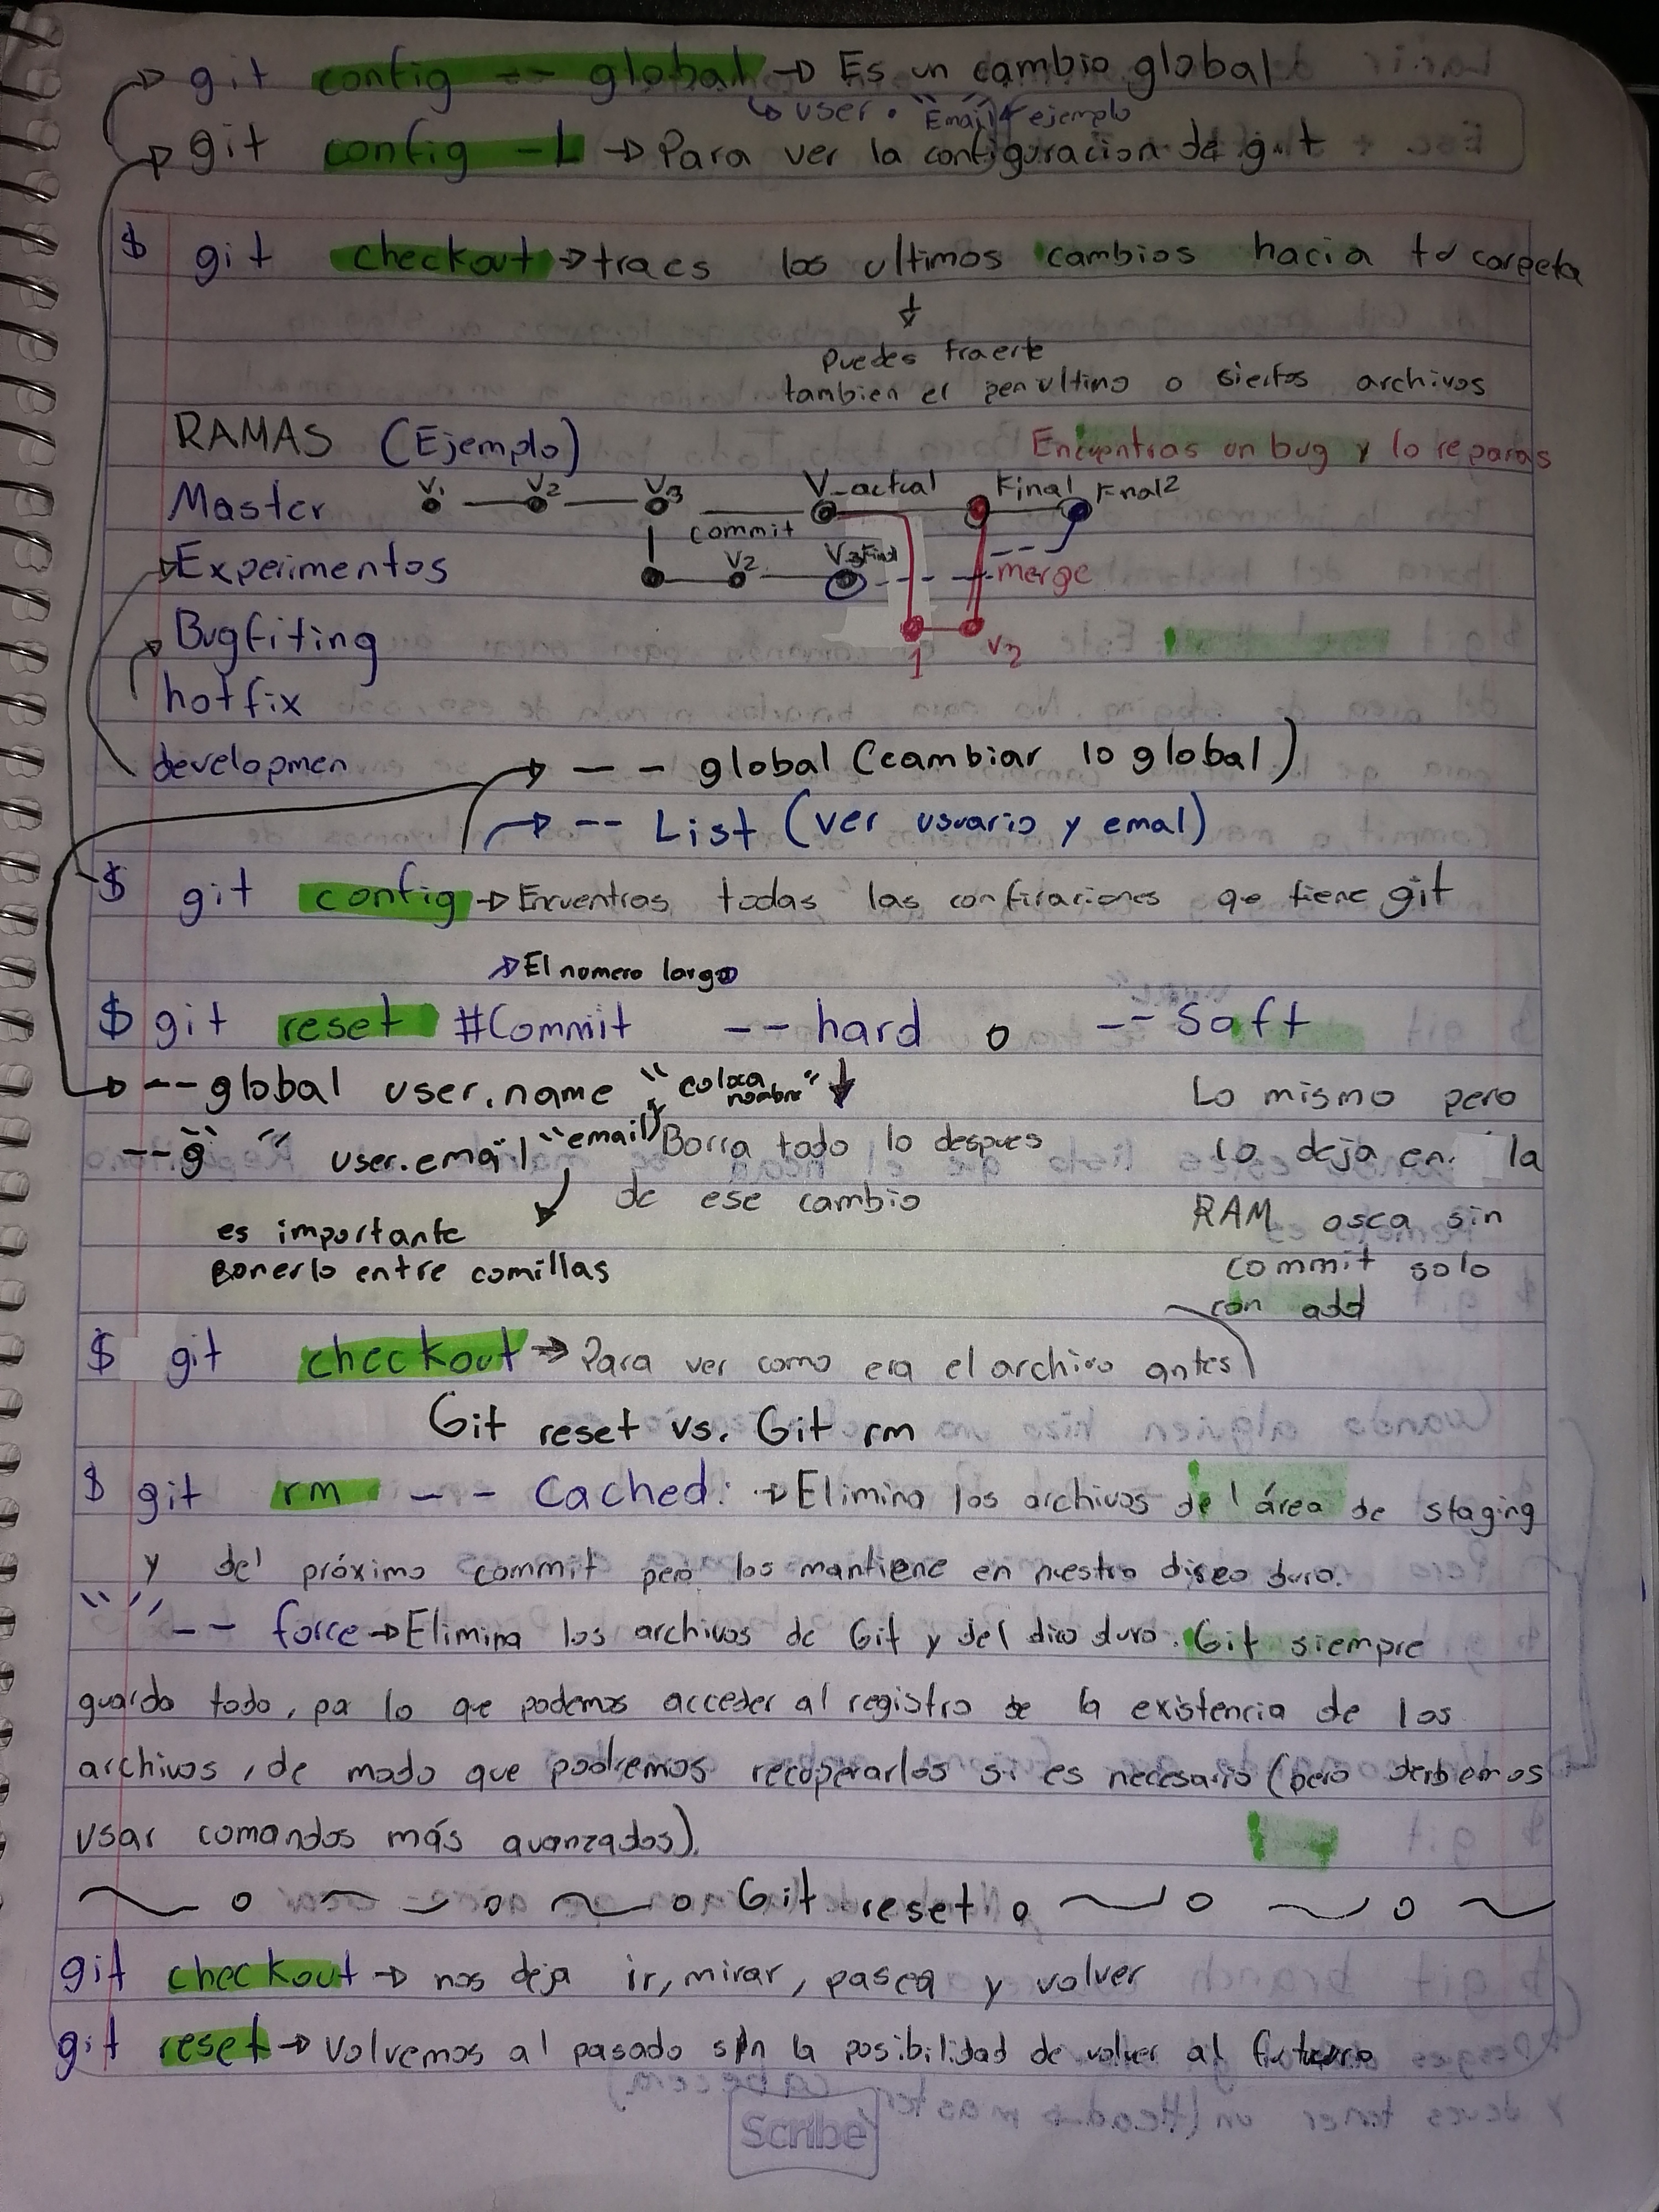 git config -- global → Es un cambio global
↳ user. "Email" ejemplo
git config -L → Para ver la configuracion de git
$ git checkout → traes los ultimos cambios hacia tu carpeta
↓
Puedes traerte
tambien el penultimo o siertos archivos
RAMAS (Ejemplo)
Encuentras un bug y lo reparas
Master V1 V2 V3 V_actual Final Final2
commit
Experimentos V2 V3 Final merge
Bugfiting
1 V2
hotfix
developmen
→ -- global (cambiar lo global)
→ -- List (ver usuario y emal)
$ git config → Encuentras todas las configraciones qe tiene git
→ El nomero largo
$ git reset #Commit --hard o --Soft
→ --global user.name "coloca nombre" ↓
Lo mismo pero
--g " " user.email "email"
Borra todo lo despues
lo deja en la
de ese cambio
RAM osea sin
es importante
ponerlo entre comillas
commit solo
con add
$ git checkout → Para ver como era el archivo antes
Git reset vs. Git rm
$ git rm -- Cached: → Elimina los archivos del área de staging
y del próximo commit pero los mantiene en nuestro disco duro.
" " -- force → Elimina los archivos de Git y del dico duro. Git siempre
guarda todo, por lo que podemos acceder al registro de la existencia de los
archivos, de modo que podremos recuperarlos si es necesario (pero debemos
usar comandos más avanzados).
Git reset
git checkout → nos deja ir, mirar, pasea y volver
git reset → Volvemos al pasado sin la posibilidad de volver al futuro
Scribe